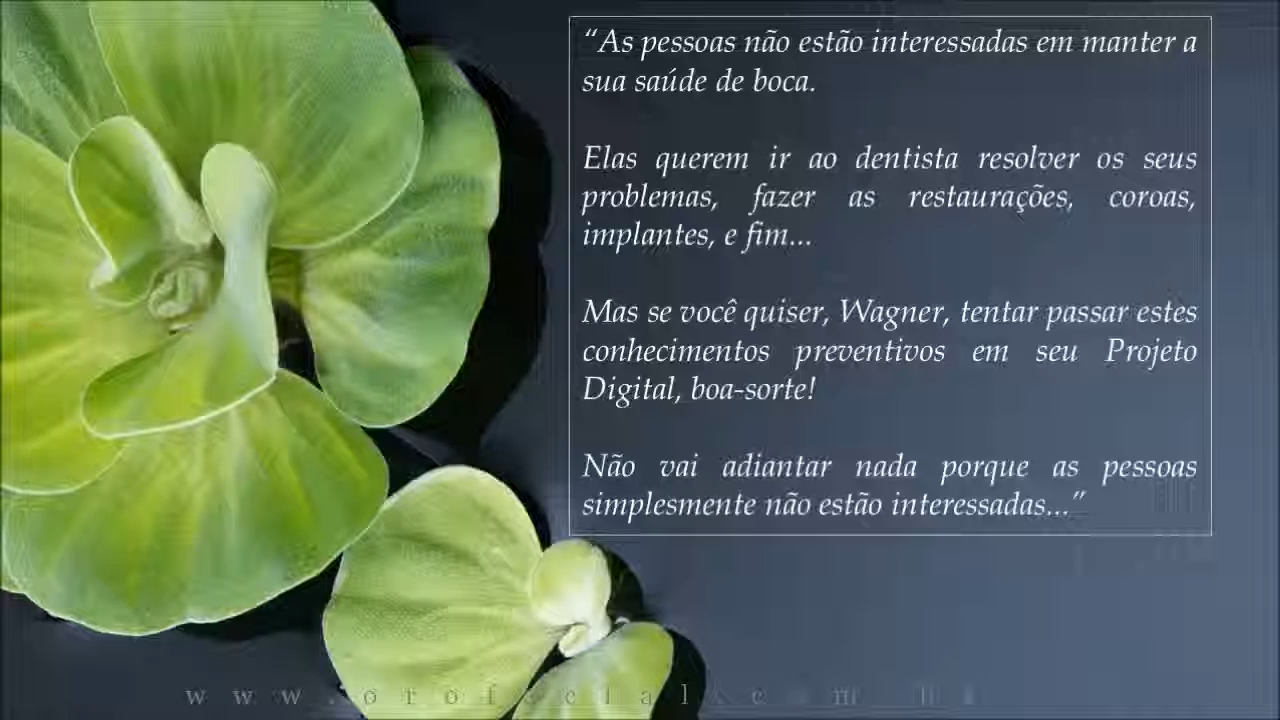 “As pessoas não estão interessadas em manter a
sua saúde de boca.
Elas querem ir ao dentista resolver os seus
problemas, fazer as restaurações, coroas,
implantes, e fim...
Mas se você quiser, Wagner, tentar passar estes
conhecimentos preventivos em seu Projeto
Digital, boa-sorte!
Não vai adiantar nada porque as pessoas
simplesmente não estão interessadas...”